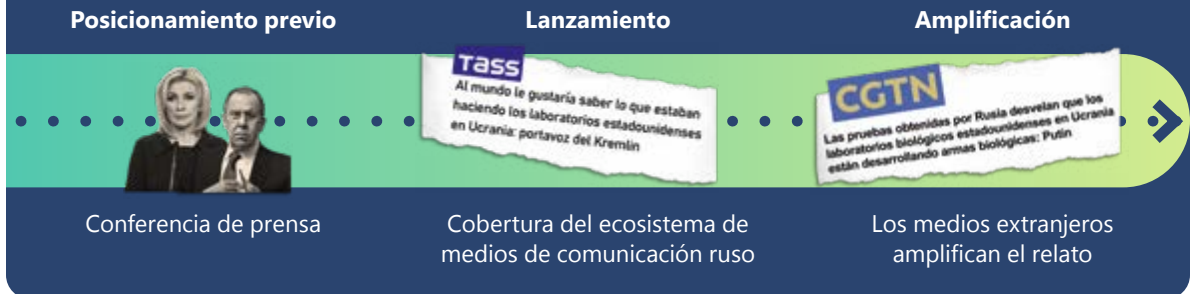 Posicionamiento previo
Lanzamiento
Amplificación
Tass
Al mundo le gustaría saber lo que estaban
haciendo los laboratorios estadounidenses
en Ucrania: portavoz del Kremlin
CGTN
Las pruebas obtenidas por Rusia desvelan que los
laboratorios biológicos estadounidenses en Ucrania
están desarrollando armas biológicas: Putin
Conferencia de prensa
Cobertura del ecosistema de
medios de comunicación ruso
Los medios extranjeros
amplifican el relato